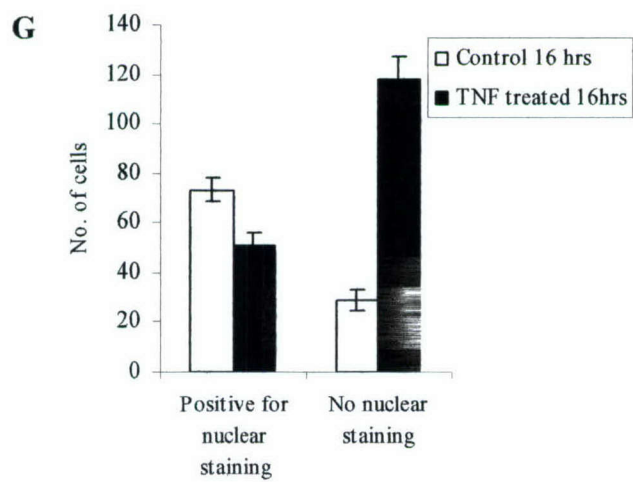 G
140
120
100
80
60
40
20
0
No. of cells
Control 16 hrs
TNF treated 16hrs
Positive for
nuclear
staining
No nuclear
staining